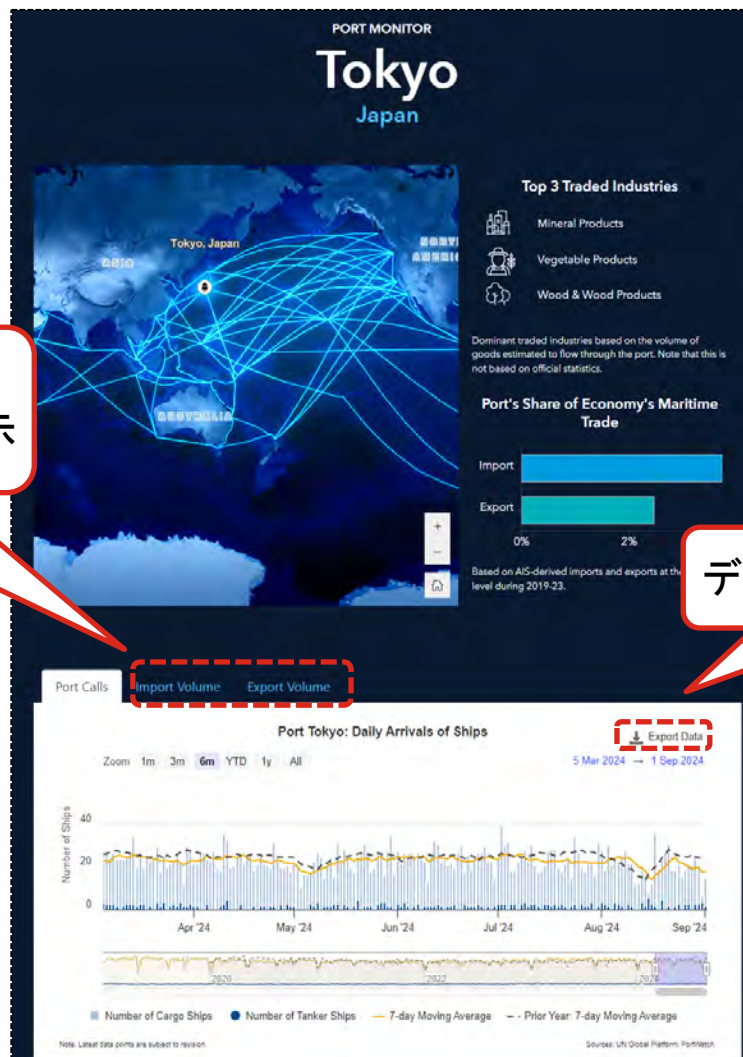 PORT MONITOR
Tokyo
Japan
Tokyo, Japan
ASIA
NORTH
AMERIC
AUSTRALIA
+
−
Top 3 Traded Industries
Mineral Products
Vegetable Products
Wood & Wood Products
Dominant traded industries based on the volume of
goods estimated to flow through the port. Note that this is
not based on official statistics.
Port's Share of Economy's Maritime
Trade
Import
Export
0%
2%
Based on AIS-derived imports and exports at the
level during 2019-23.
デ
Port Calls
Import Volume
Export Volume
Port Tokyo: Daily Arrivals of Ships
Export Data
Zoom 1m 3m 6m YTD 1y All
5 Mar 2024 → 1 Sep 2024
Number of Ships
40
20
0
Apr '24
May '24
Jun '24
Jul '24
Aug '24
Sep '24
2020
2022
2024
Number of Cargo Ships
Number of Tanker Ships
7-day Moving Average
Prior Year: 7-day Moving Average
Note: Latest data points are subject to revision.
Sources: UN Global Platform; PortWatch